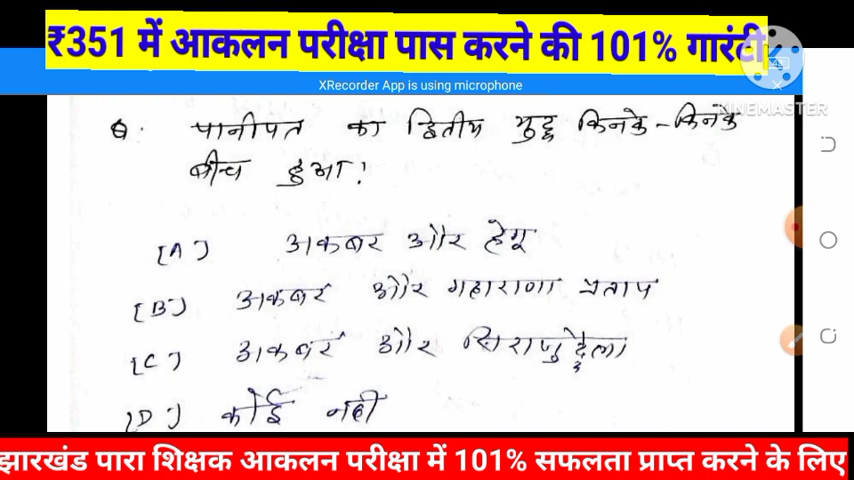 ₹351 में आकलन परीक्षा पास करने की 101% गारंटी
XRecorder App is using microphone
KINEMASTER
Q. पानीपत का द्वितीय युद्ध किनके-किनके
बीच हुआ?
[A] अकबर और हेमू
[B] अकबर और महाराणा प्रताप
[C] अकबर और सिराजुद्दौला
[D] कोई नहीं
झारखंड पारा शिक्षक आकलन परीक्षा में 101% सफलता प्राप्त करने के लिए